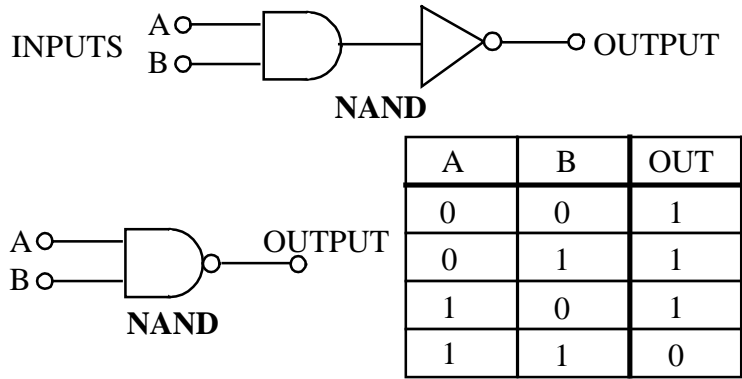 INPUTS A B OUTPUT
NAND
A B OUTPUT
NAND
A B OUT
0 0 1
0 1 1
1 0 1
1 1 0